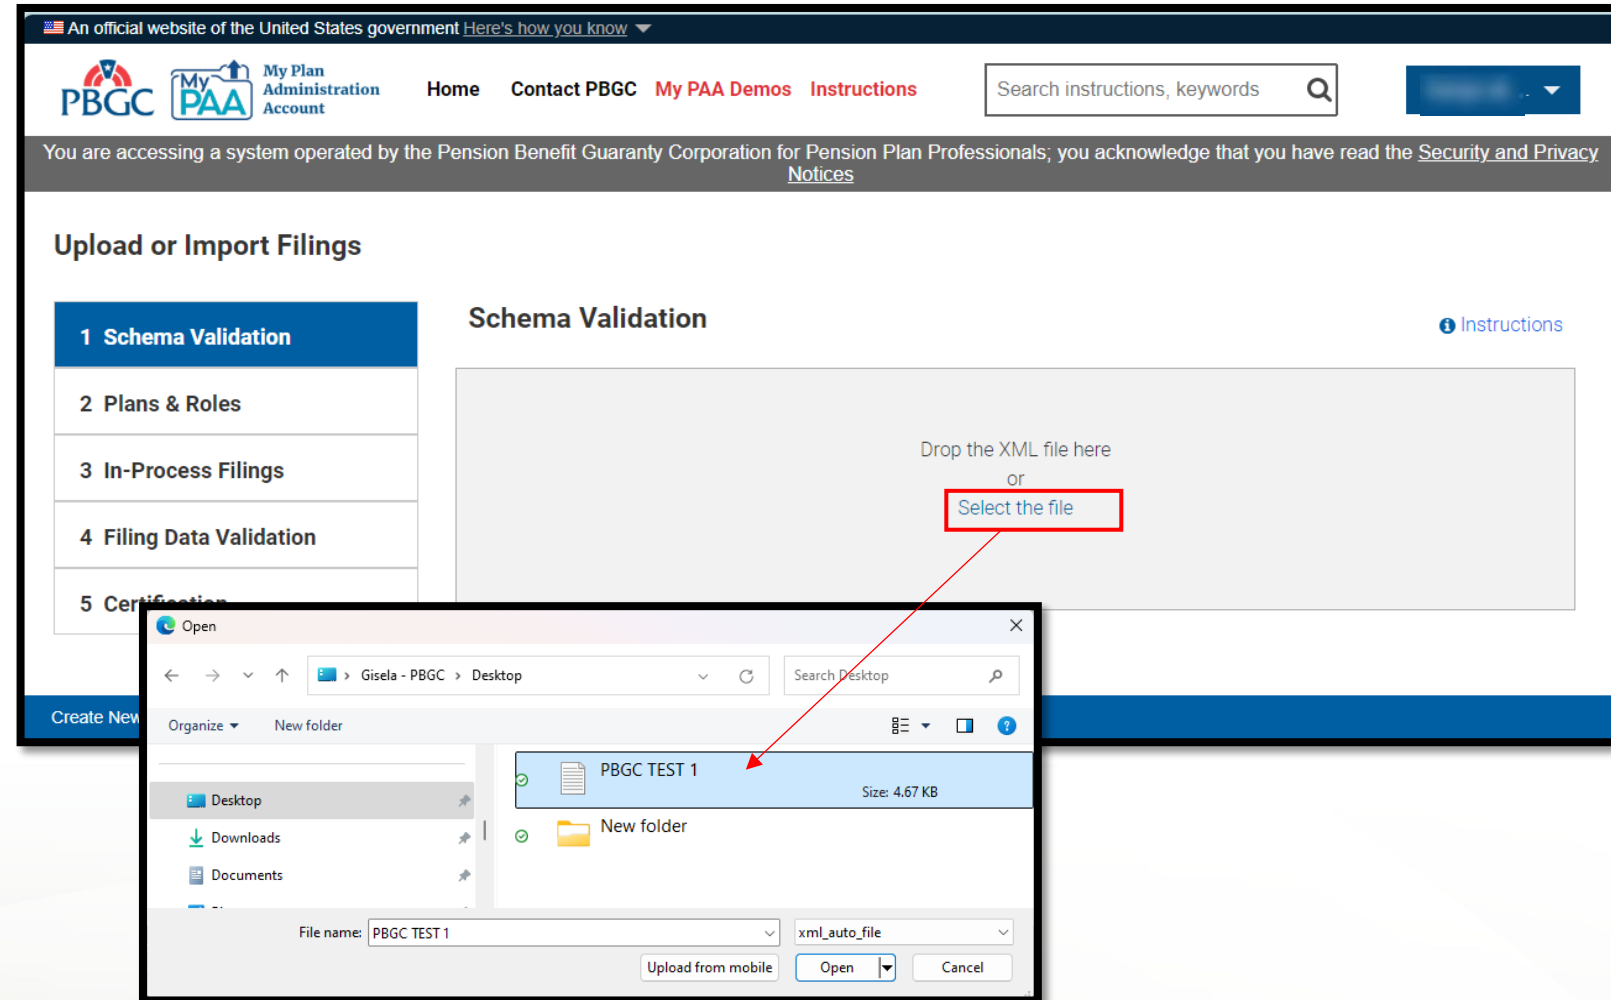 An official website of the United States government Here's how you know
PBGC
My PAA
My Plan
Administration
Account
Home Contact PBGC My PAA Demos Instructions
Search instructions, keywords
You are accessing a system operated by the Pension Benefit Guaranty Corporation for Pension Plan Professionals; you acknowledge that you have read the Security and Privacy
Notices
Upload or Import Filings
1 Schema Validation
2 Plans & Roles
3 In-Process Filings
4 Filing Data Validation
5 Certification
Schema Validation
Instructions
Drop the XML file here
or
Select the file
Create New
Open
Gisela - PBGC > Desktop
Search Desktop
Organize
New folder
Desktop
Downloads
Documents
PBGC TEST 1
Size: 4.67 KB
New folder
File name: PBGC TEST 1
xml_auto_file
Upload from mobile
Open
Cancel